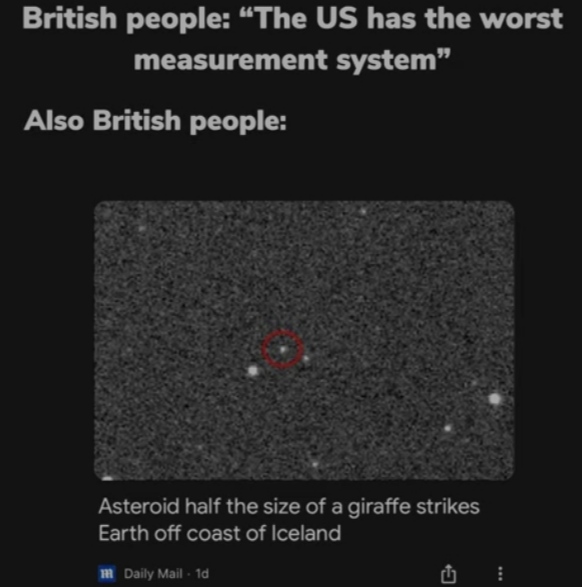 British people: “The US has the worst
measurement system”
Also British people:
Asteroid half the size of a giraffe strikes
Earth off coast of Iceland
m Daily Mail · 1d